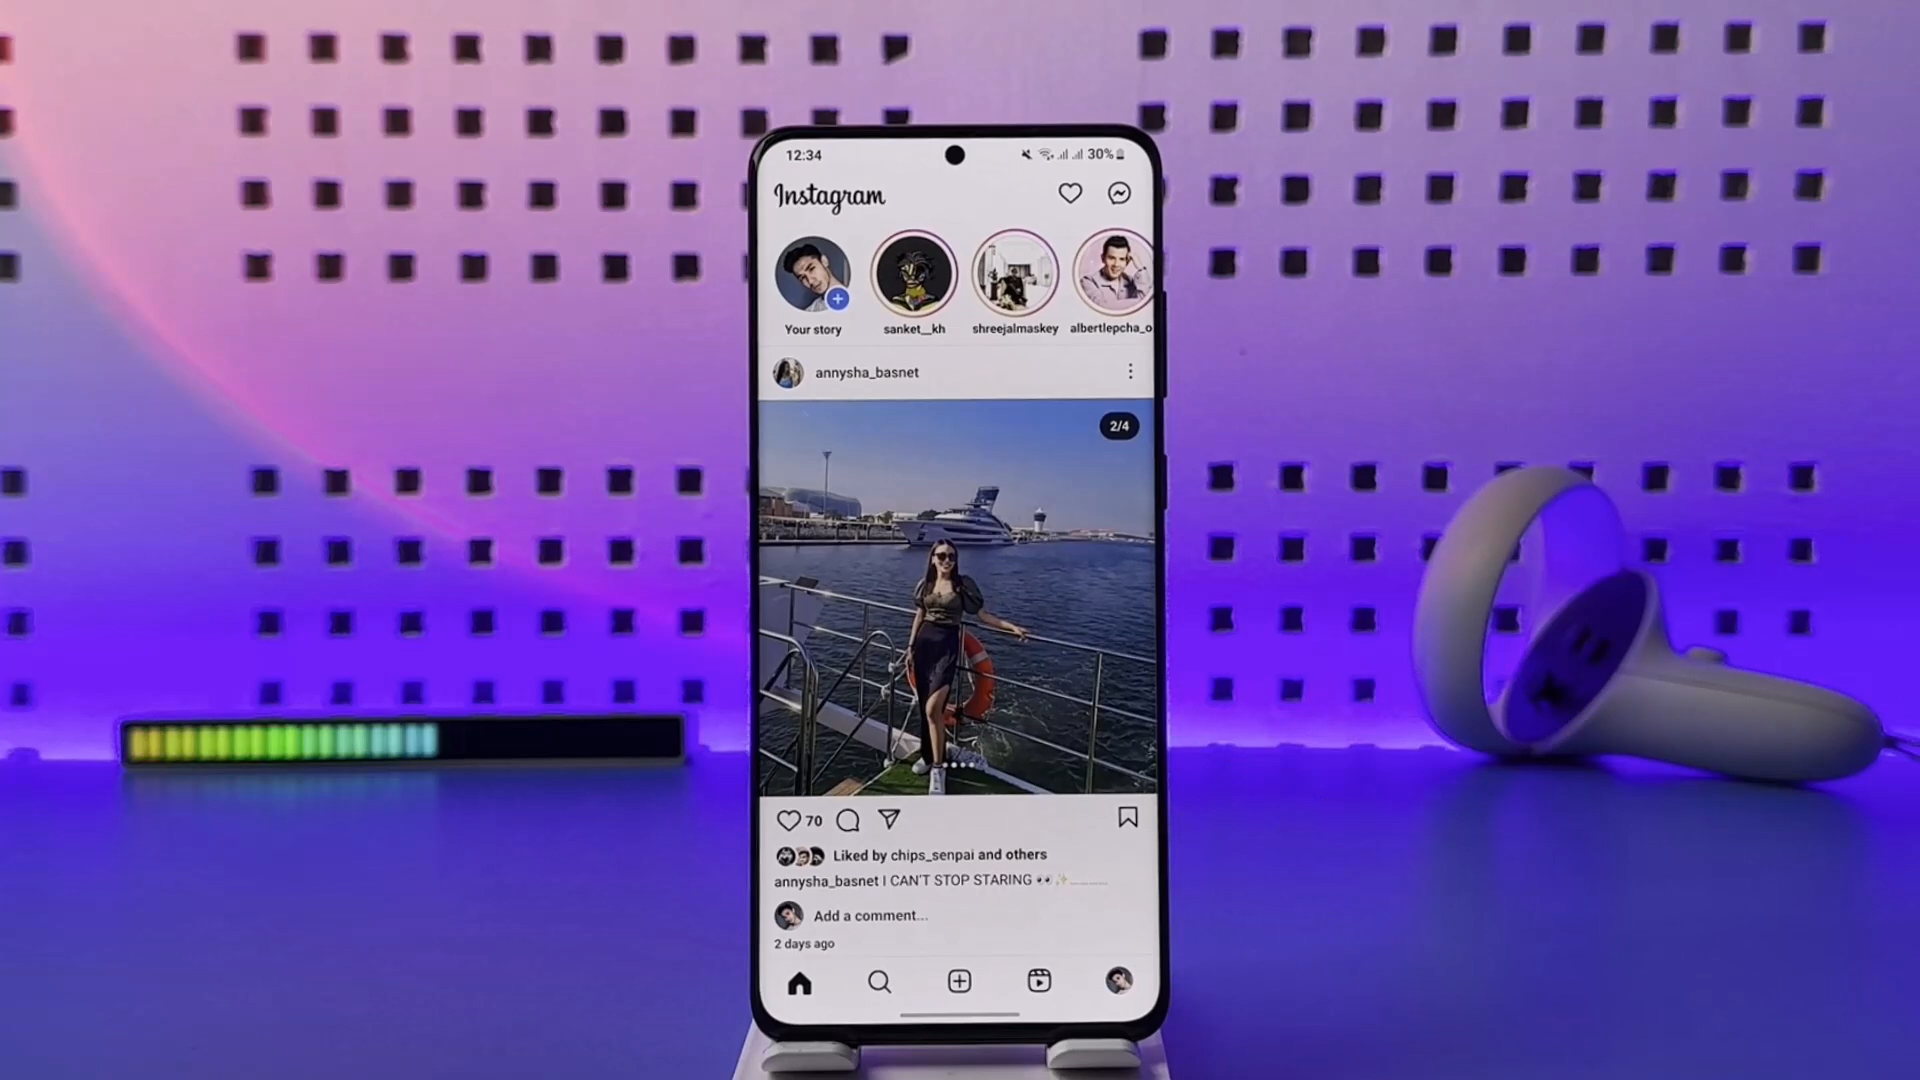 12:34
30%
Instagram
Your story
sanket__kh
shreejalmaskey
albertlepcha_o
annysha_basnet
2/4
70
Liked by chips_senpai and others
annysha_basnet I CAN'T STOP STARING 👀✨
Add a comment...
2 days ago